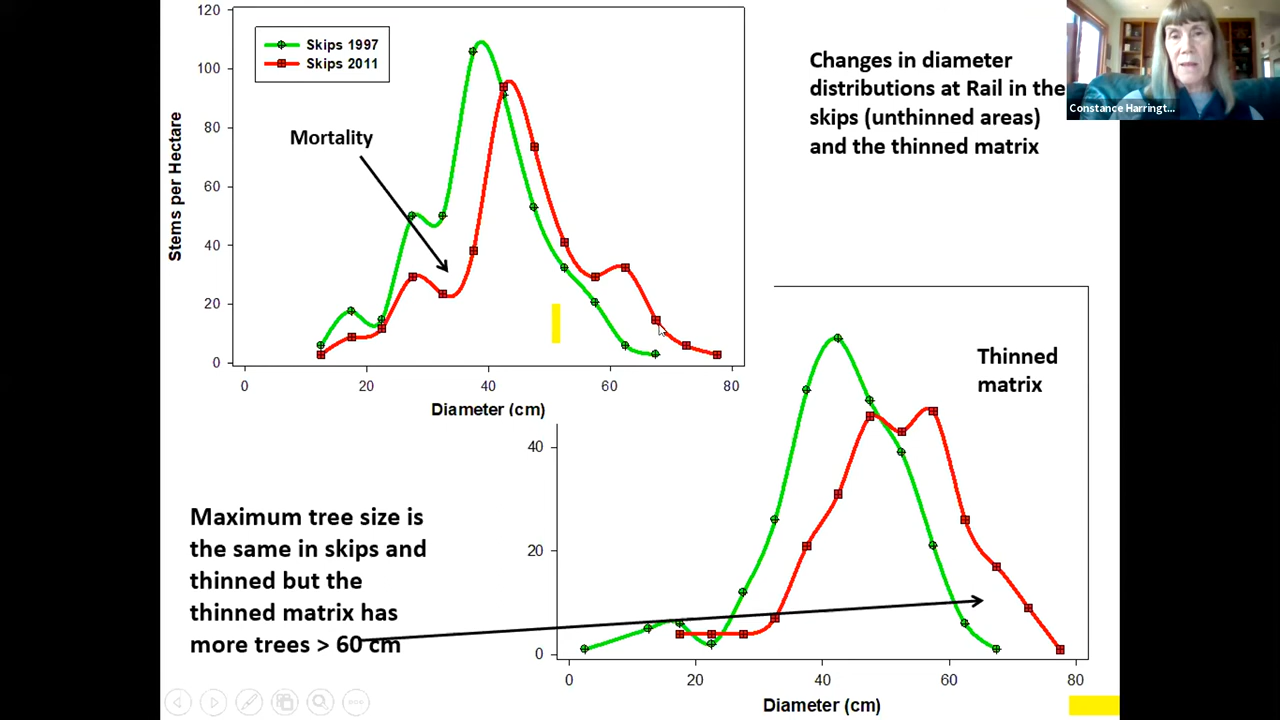 120
100
80
60
40
20
0
Stems per Hectare
Skips 1997
Skips 2011
Mortality
0 20 40 60 80
Diameter (cm)
Changes in diameter
distributions at Rail in the
skips (unthinned areas)
and the thinned matrix
Constance Harringt...
Thinned
matrix
40
20
0
0 20 40 60 80
Diameter (cm)
Maximum tree size is
the same in skips and
thinned but the
thinned matrix has
more trees > 60 cm